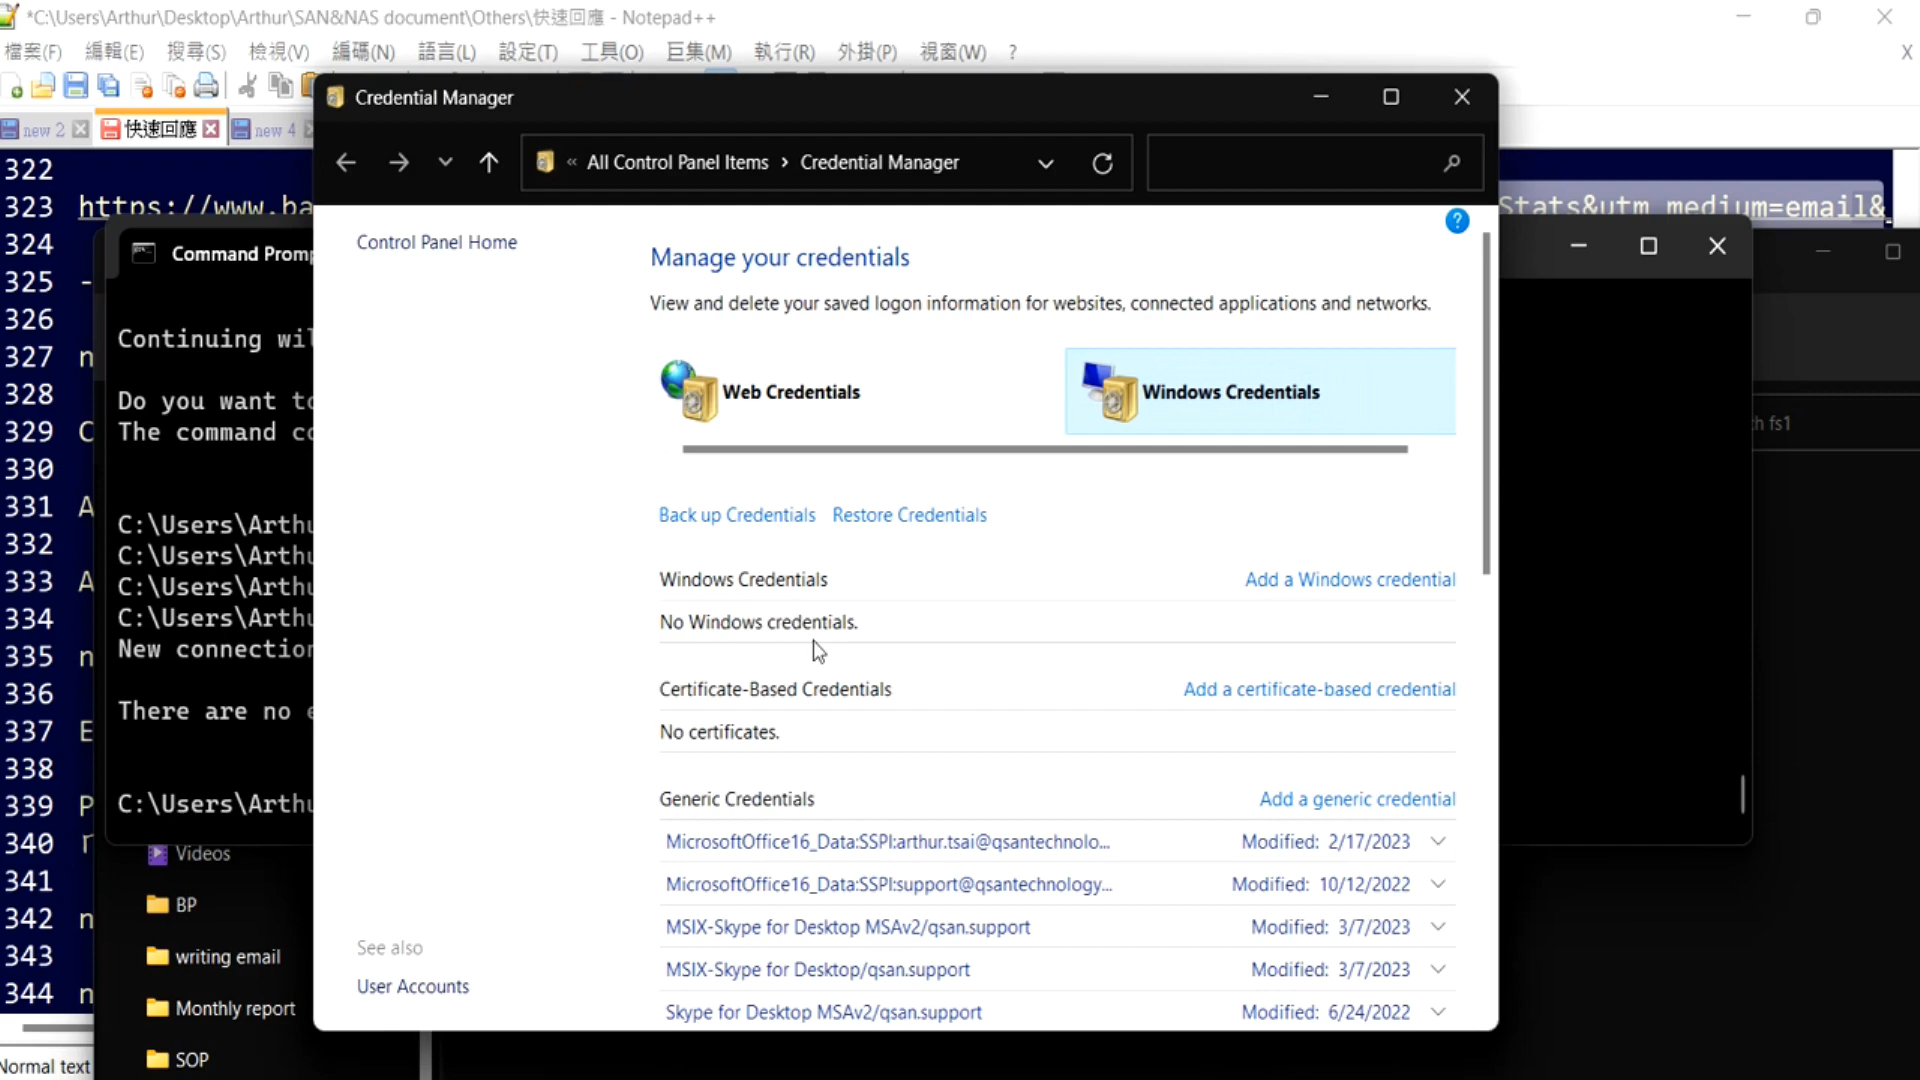 *C:\Users\Arthur\Desktop\Arthur\SAN&NAS document\Others\快速回應 - Notepad++
檔案(F) 編輯(E) 搜尋(S) 檢視(V) 編碼(N) 語言(L) 設定(T) 工具(O) 巨集(M) 執行(R) 外掛(P) 視窗(W) ?
X
new 2 快速回應 new 4
322
323 https://www.ba
Stats&utm_medium=email&
324
325 -
326
327 n
328
329 C
330
331 A
332
333 A
334
335 n
336
337 E
338
339 P
340
341
342 n
343
344 n
Normal text
Command Promp
Continuing wil
Do you want to
The command co
C:\Users\Arthu
C:\Users\Arthu
C:\Users\Arthu
C:\Users\Arthu
New connection
There are no e
C:\Users\Arthu
Videos
BP
writing email
Monthly report
SOP
h fs1
Credential Manager
« All Control Panel Items › Credential Manager
Control Panel Home
Manage your credentials
View and delete your saved logon information for websites, connected applications and networks.
Web Credentials
Windows Credentials
Back up Credentials Restore Credentials
Windows Credentials Add a Windows credential
No Windows credentials.
Certificate-Based Credentials Add a certificate-based credential
No certificates.
Generic Credentials Add a generic credential
MicrosoftOffice16_Data:SSPI:arthur.tsai@qsantechnolo... Modified: 2/17/2023
MicrosoftOffice16_Data:SSPI:support@qsantechnology... Modified: 10/12/2022
MSIX-Skype for Desktop MSAv2/qsan.support Modified: 3/7/2023
MSIX-Skype for Desktop/qsan.support Modified: 3/7/2023
Skype for Desktop MSAv2/qsan.support Modified: 6/24/2022
See also
User Accounts